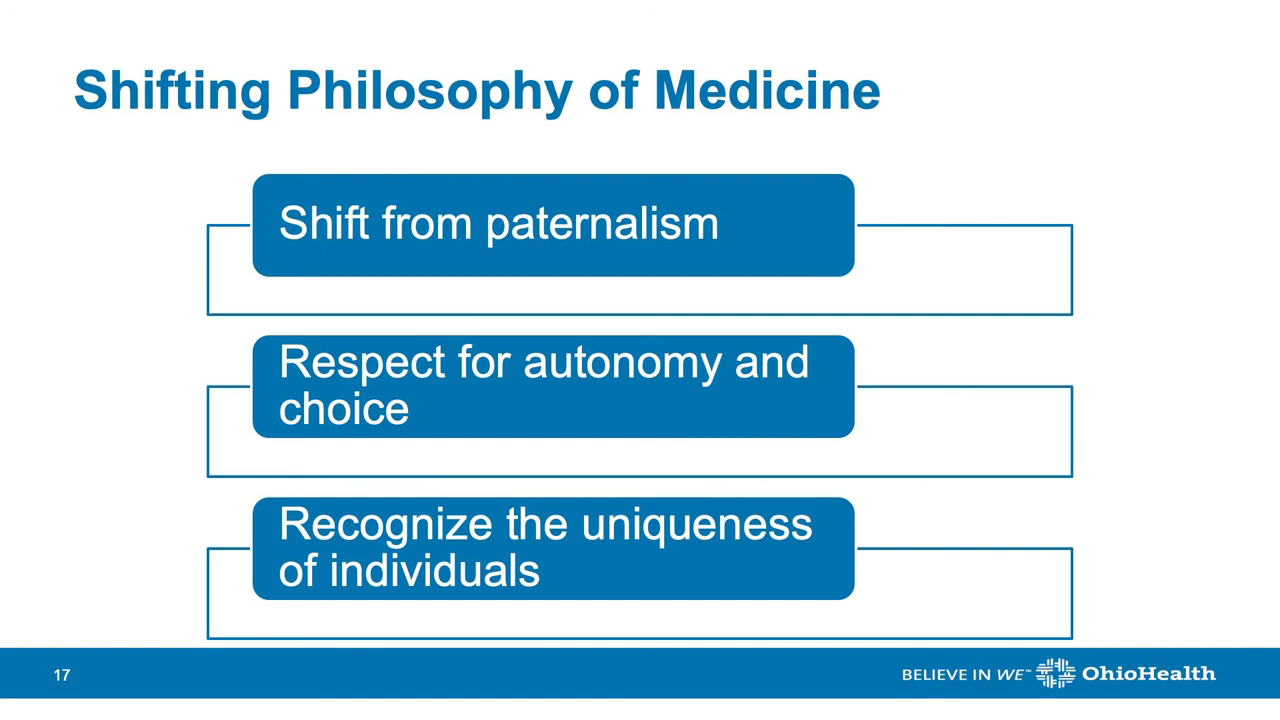 Shifting Philosophy of Medicine
Shift from paternalism
Respect for autonomy and
choice
Recognize the uniqueness
of individuals
17
BELIEVE IN WE™ OhioHealth